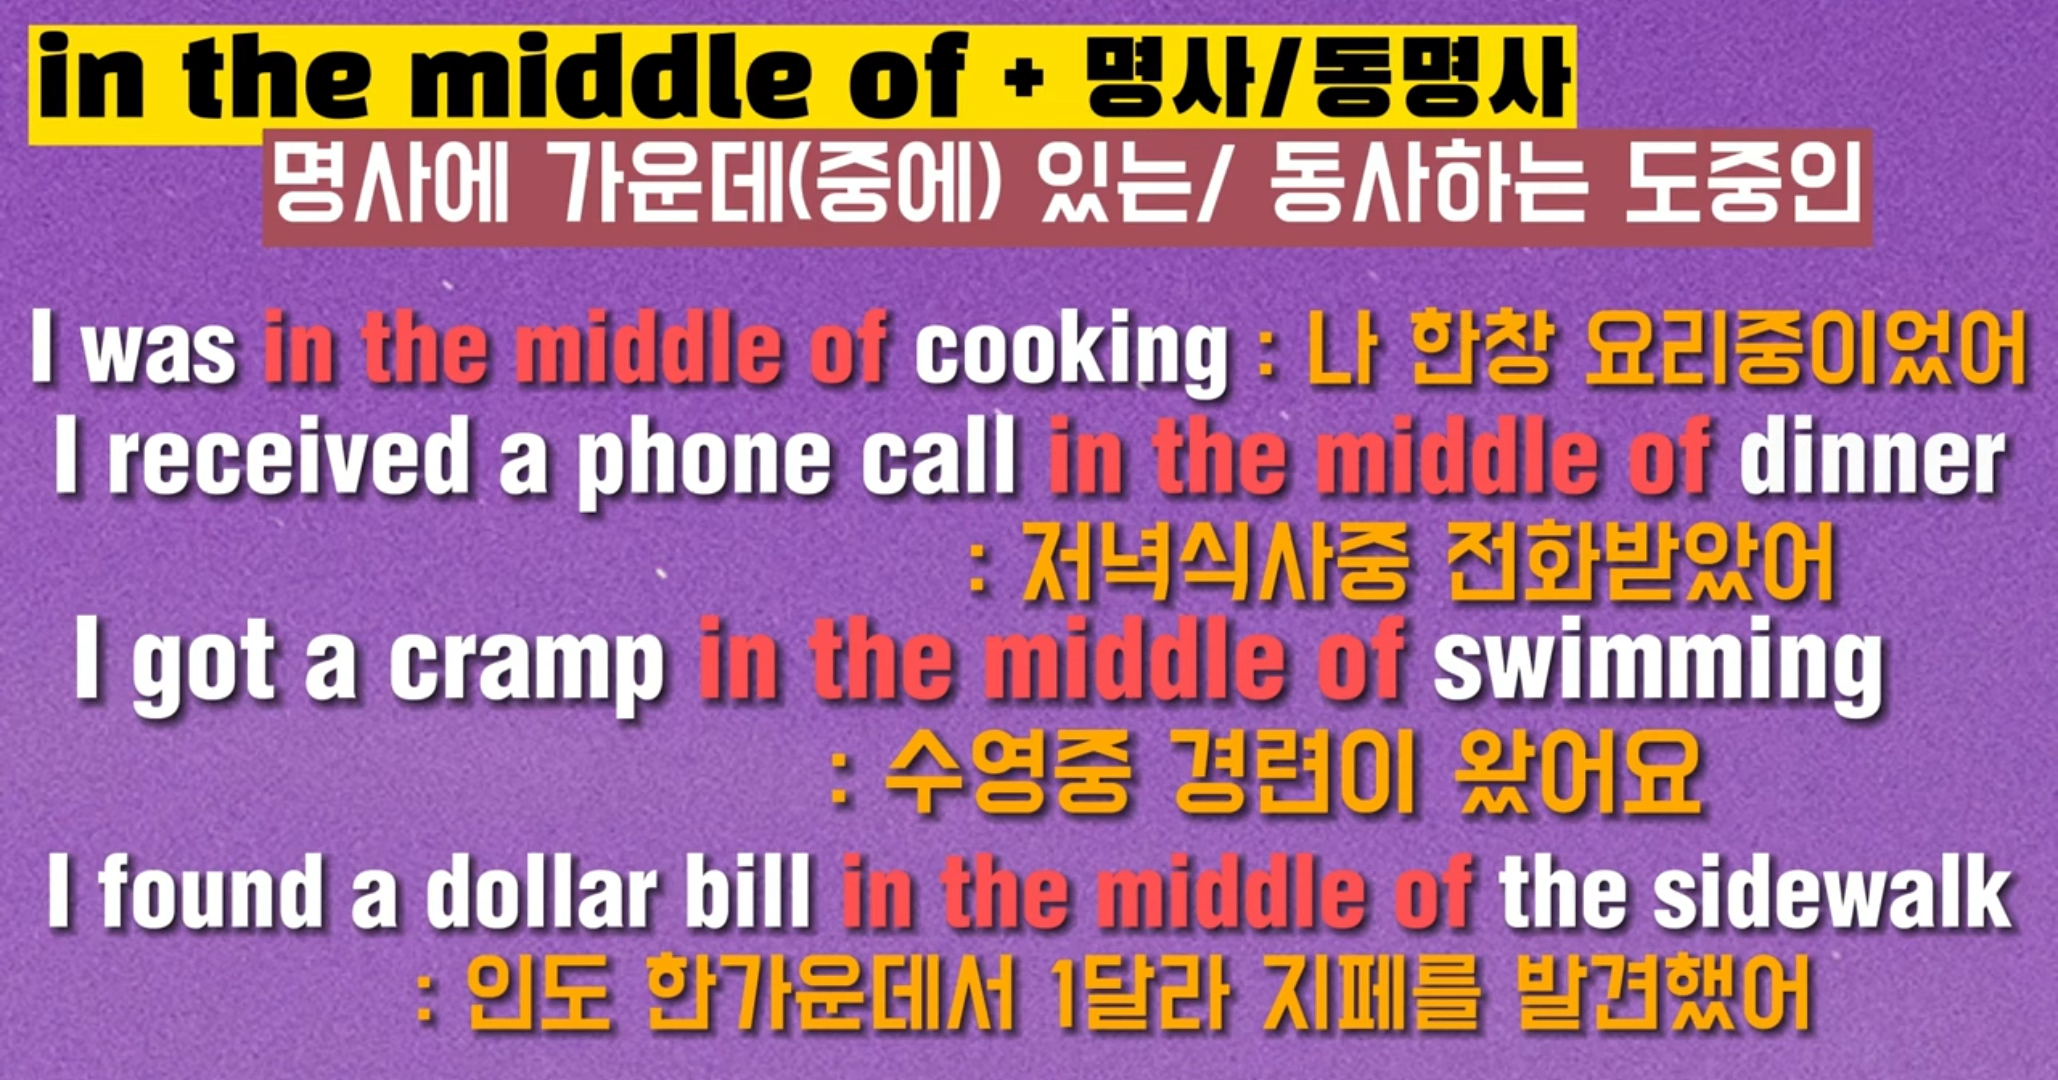 in the middle of + 명사/동명사
명사에 가운데(중에) 있는/ 동사하는 도중인
I was in the middle of cooking : 나 한창 요리중이었어
I received a phone call in the middle of dinner
: 저녁식사중 전화받았어
I got a cramp in the middle of swimming
: 수영중 경련이 왔어요
I found a dollar bill in the middle of the sidewalk
: 인도 한가운데서 1달라 지페를 발견했어